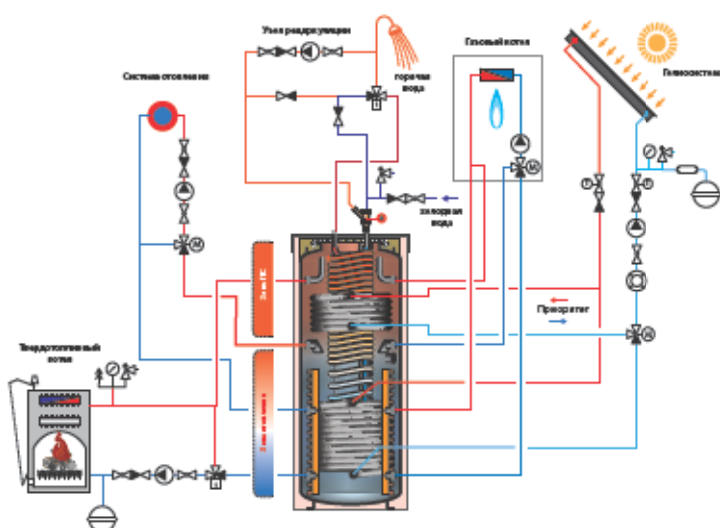 Узел рециркуляции
Газовый котел
Система отопления
горячая
вода
Гелиосистема
холодная
вода
Зона ГВС
Приоритет
Твердотопливный
котел
Зона отопления